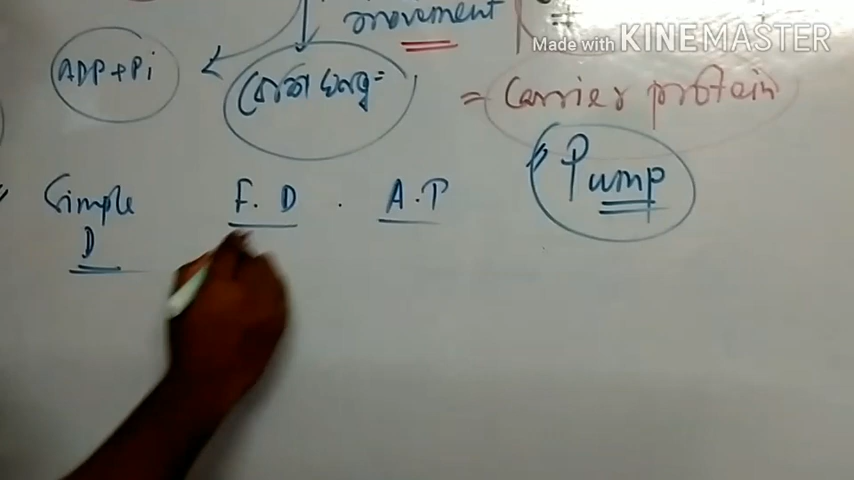 movement
Made with KINEMASTER
ADP+Pi
= Carrier protein
Pump
Simple F. D . A.P
D